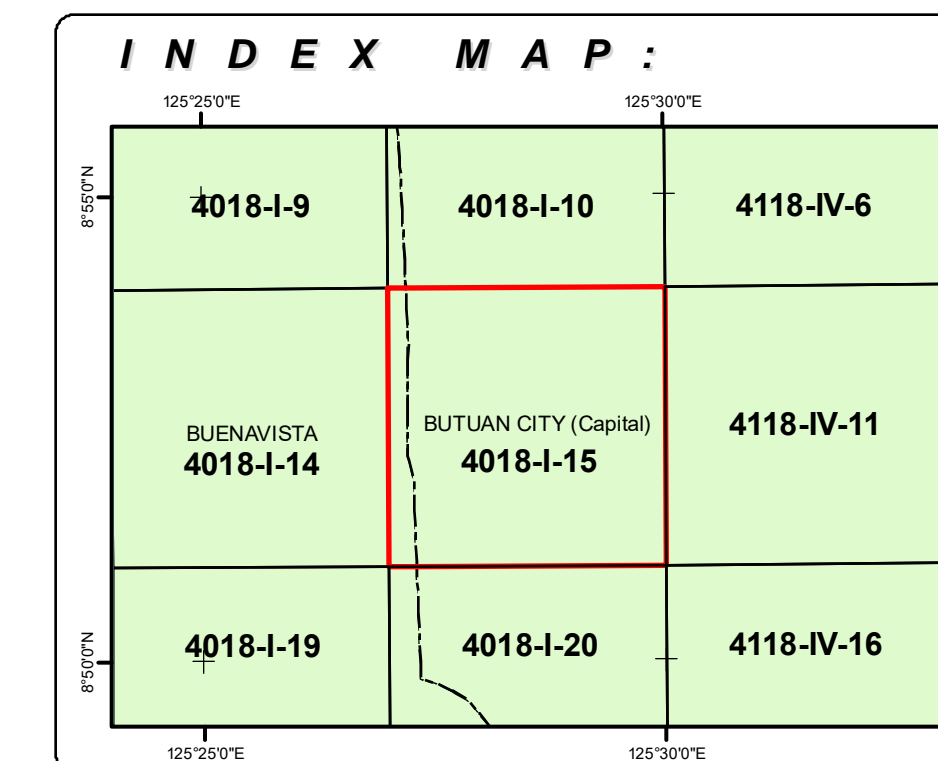 INDEX MAP:
125°25'0"E 125°30'0"E
8°55'0"N
4018-I-9 4018-I-10 4118-IV-6
BUENAVISTA BUTUAN CITY (Capital)
4018-I-14 4018-I-15 4118-IV-11
8°50'0"N
4018-I-19 4018-I-20 4118-IV-16
125°25'0"E 125°30'0"E